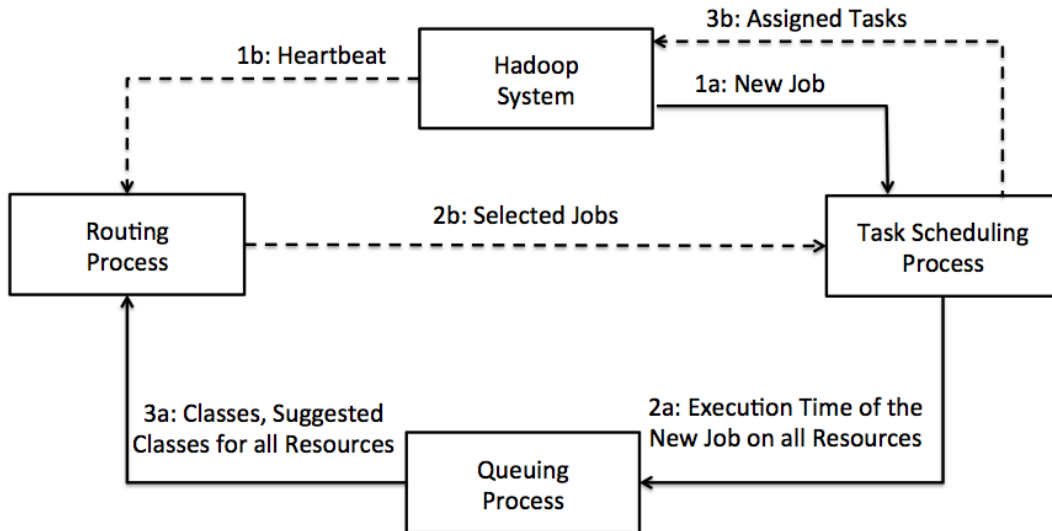 3b: Assigned Tasks
1b: Heartbeat
Hadoop
System
1a: New Job
Routing
Process
2b: Selected Jobs
Task Scheduling
Process
3a: Classes, Suggested
Classes for all Resources
2a: Execution Time of the
New Job on all Resources
Queuing
Process